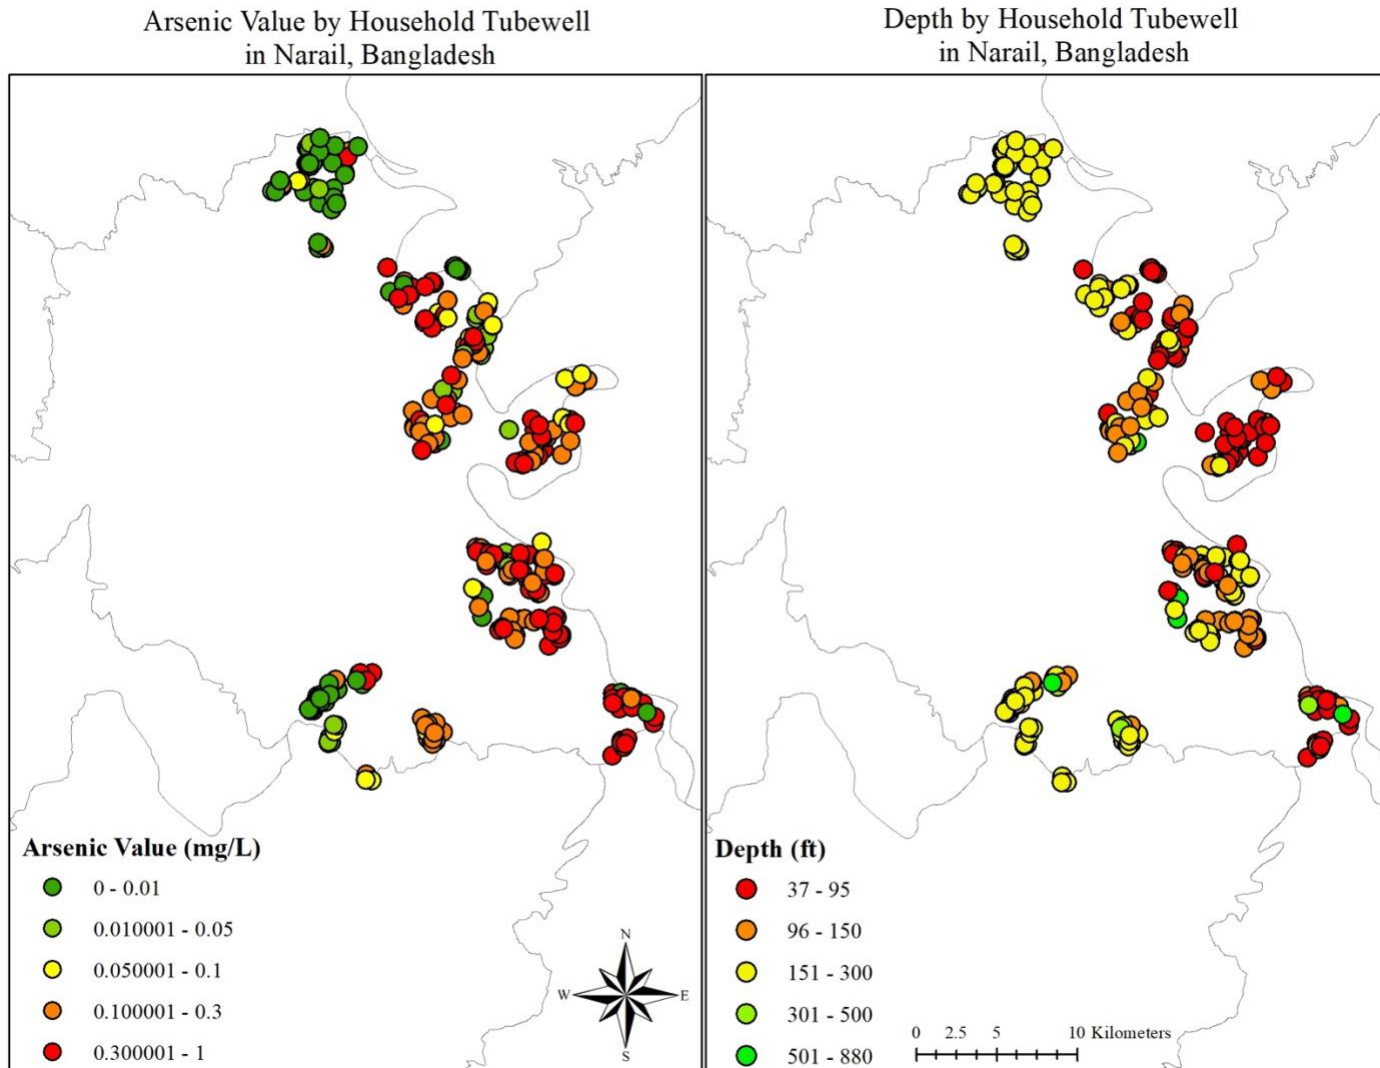 Arsenic Value by Household Tubewell
in Narail, Bangladesh
Depth by Household Tubewell
in Narail, Bangladesh
Arsenic Value (mg/L)
0 - 0.01
0.010001 - 0.05
0.050001 - 0.1
0.100001 - 0.3
0.300001 - 1
N
W E
S
Depth (ft)
37 - 95
96 - 150
151 - 300
301 - 500
501 - 880
0 2.5 5 10 Kilometers